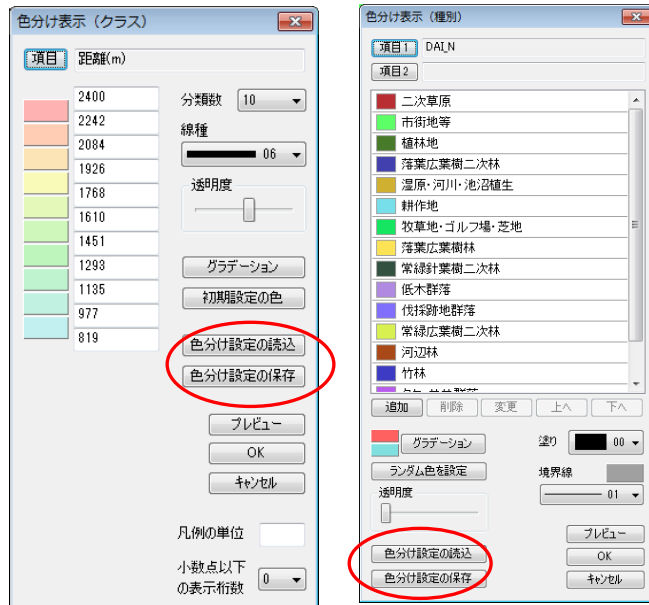 色分け表示（クラス）
項目 距離(m)
2400
2242
2084
1926
1768
1610
1451
1293
1135
977
819
分類数 10
線種
06
透明度
グラデーション
初期設定の色
色分け設定の読込
色分け設定の保存
プレビュー
OK
キャンセル
凡例の単位
小数点以下
の表示桁数 0
色分け表示（種別）
項目1 DAI_N
項目2
二次草原
市街地等
植林地
落葉広葉樹二次林
湿原・河川・池沼植生
耕作地
牧草地・ゴルフ場・芝地
落葉広葉樹林
常緑針葉樹二次林
低木群落
伐採跡地群落
常緑広葉樹二次林
河辺林
竹林
追加 削除 変更 上へ 下へ
グラデーション 塗り 00
ランダム色を設定 境界線
透明度 01
プレビュー
色分け設定の読込 OK
色分け設定の保存 キャンセル